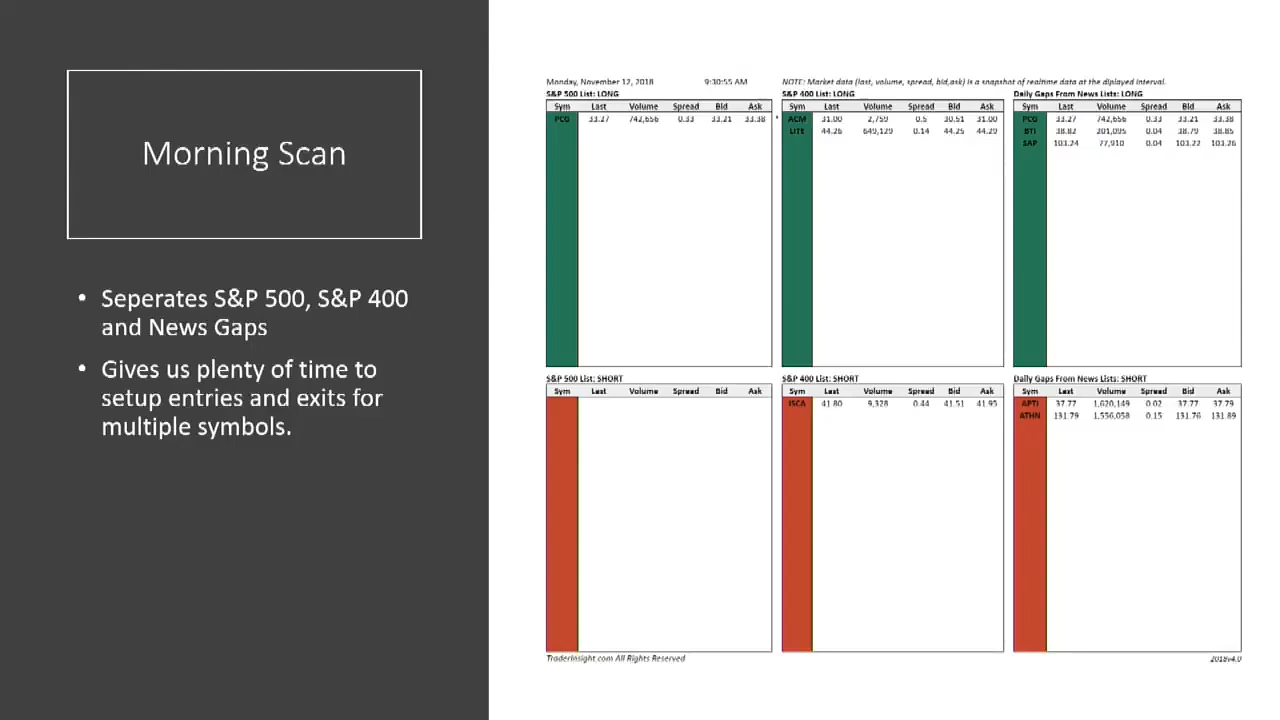 Morning Scan
• Seperates S&P 500, S&P 400
and News Gaps
• Gives us plenty of time to
setup entries and exits for
multiple symbols.
Monday, November 12, 2018 9:30:55 AM NOTE: Market data (last, volume, spread, bid,ask) is a snapshot of realtime data at the diplayed interval.
S&P 500 List: LONG
Sym Last Volume Spread Bid Ask
PCG 33.27 742,656 0.33 33.21 33.38
S&P 400 List: LONG
Sym Last Volume Spread Bid Ask
* ACM 31.00 2,759 0.5 30.51 31.00
LITE 44.26 649,129 0.14 44.25 44.29
Daily Gaps From News Lists: LONG
Sym Last Volume Spread Bid Ask
PCG 33.27 742,656 0.33 33.21 33.38
BTI 38.82 201,095 0.04 38.79 38.85
SAP 103.24 77,910 0.04 103.22 103.26
S&P 500 List: SHORT
Sym Last Volume Spread Bid Ask
S&P 400 List: SHORT
Sym Last Volume Spread Bid Ask
ISCA 41.80 9,328 0.44 41.51 41.95
Daily Gaps From News Lists: SHORT
Sym Last Volume Spread Bid Ask
APTI 37.77 1,620,149 0.02 37.77 37.79
ATHN 131.79 1,556,058 0.15 131.76 131.89
TraderInsight.com All Rights Reserved
2018v4.0